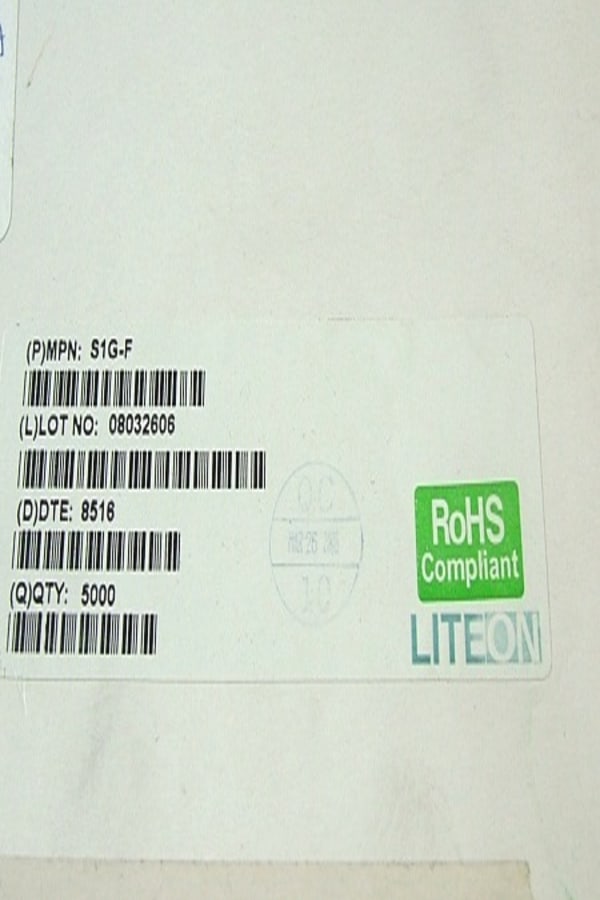 (P)MPN: S1G-F
(L)LOT NO: 08032606
(D)DTE: 8516
(Q)QTY: 5000
QC
10
RoHS
Compliant
LITEON